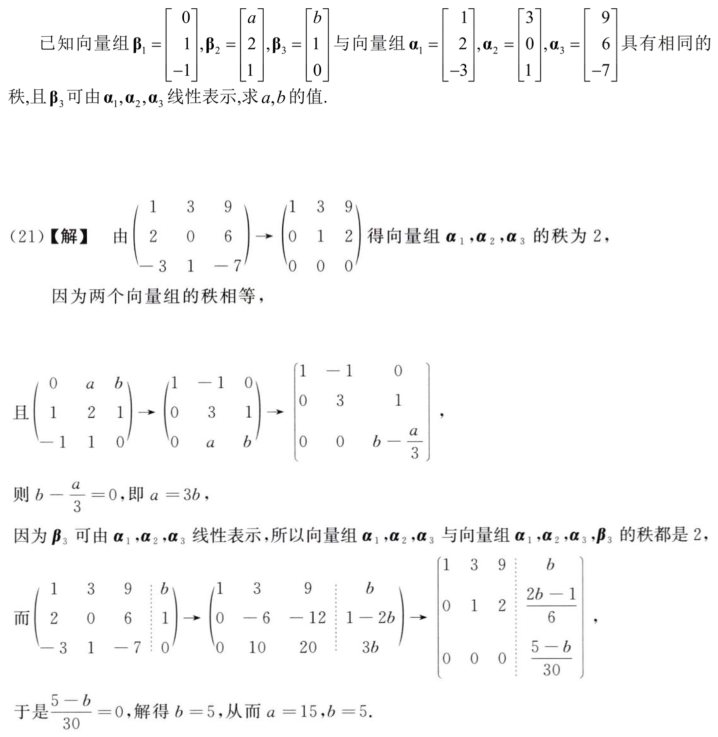 已知向量组 β₁ = [0; 1; −1], β₂ = [a; 2; 1], β₃ = [b; 1; 0] 与向量组 α₁ = [1; 2; −3], α₂ = [3; 0; 1], α₃ = [9; 6; −7] 具有相同的
秩,且 β₃ 可由 α₁,α₂,α₃ 线性表示,求 a,b 的值.
(21)【解】 由 (1 3 9; 2 0 6; −3 1 −7) → (1 3 9; 0 1 2; 0 0 0) 得向量组 α₁,α₂,α₃ 的秩为 2,
因为两个向量组的秩相等,
且 (0 a b; 1 2 1; −1 1 0) → (1 −1 0; 0 3 1; 0 a b) → [1 −1 0; 0 3 1; 0 0 b − a/3],
则 b − a/3 = 0,即 a = 3b,
因为 β₃ 可由 α₁,α₂,α₃ 线性表示,所以向量组 α₁,α₂,α₃ 与向量组 α₁,α₂,α₃,β₃ 的秩都是 2,
而 (1 3 9 ⋮ b; 2 0 6 ⋮ 1; −3 1 −7 ⋮ 0) → (1 3 9 ⋮ b; 0 −6 −12 ⋮ 1−2b; 0 10 20 ⋮ 3b) → [1 3 9 ⋮ b; 0 1 2 ⋮ (2b−1)/6; 0 0 0 ⋮ (5−b)/30],
于是 (5−b)/30 = 0,解得 b = 5,从而 a = 15,b = 5.